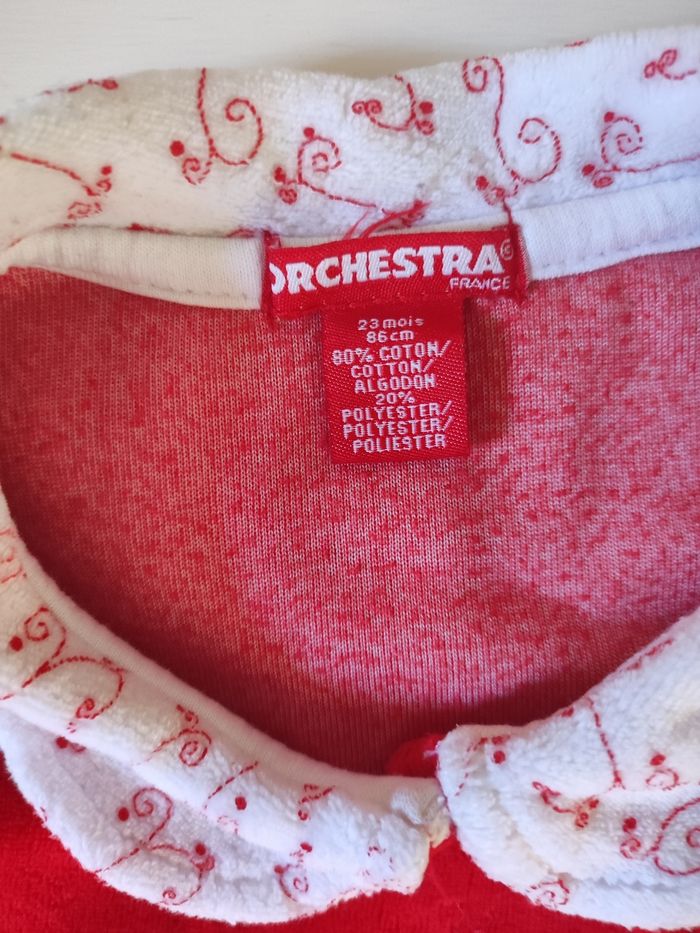 ORCHESTRA®
FRANCE
23 mois
86 cm
80% COTON/
COTTON/
ALGODON
20%
POLYESTER/
POLYESTER/
POLIESTER